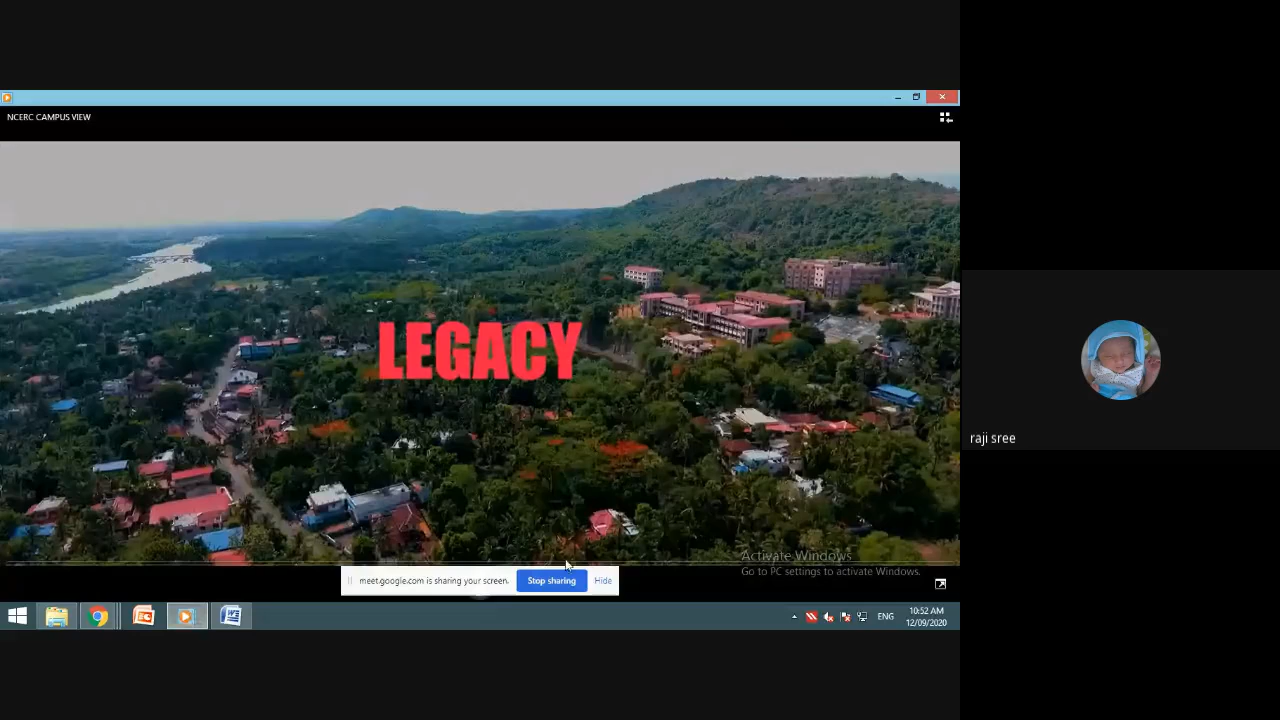 NCERC CAMPUS VIEW
LEGACY
raji sree
Activate Windows
Go to PC settings to activate Windows.
meet.google.com is sharing your screen.
Stop sharing
Hide
ENG
10:52 AM
12/09/2020